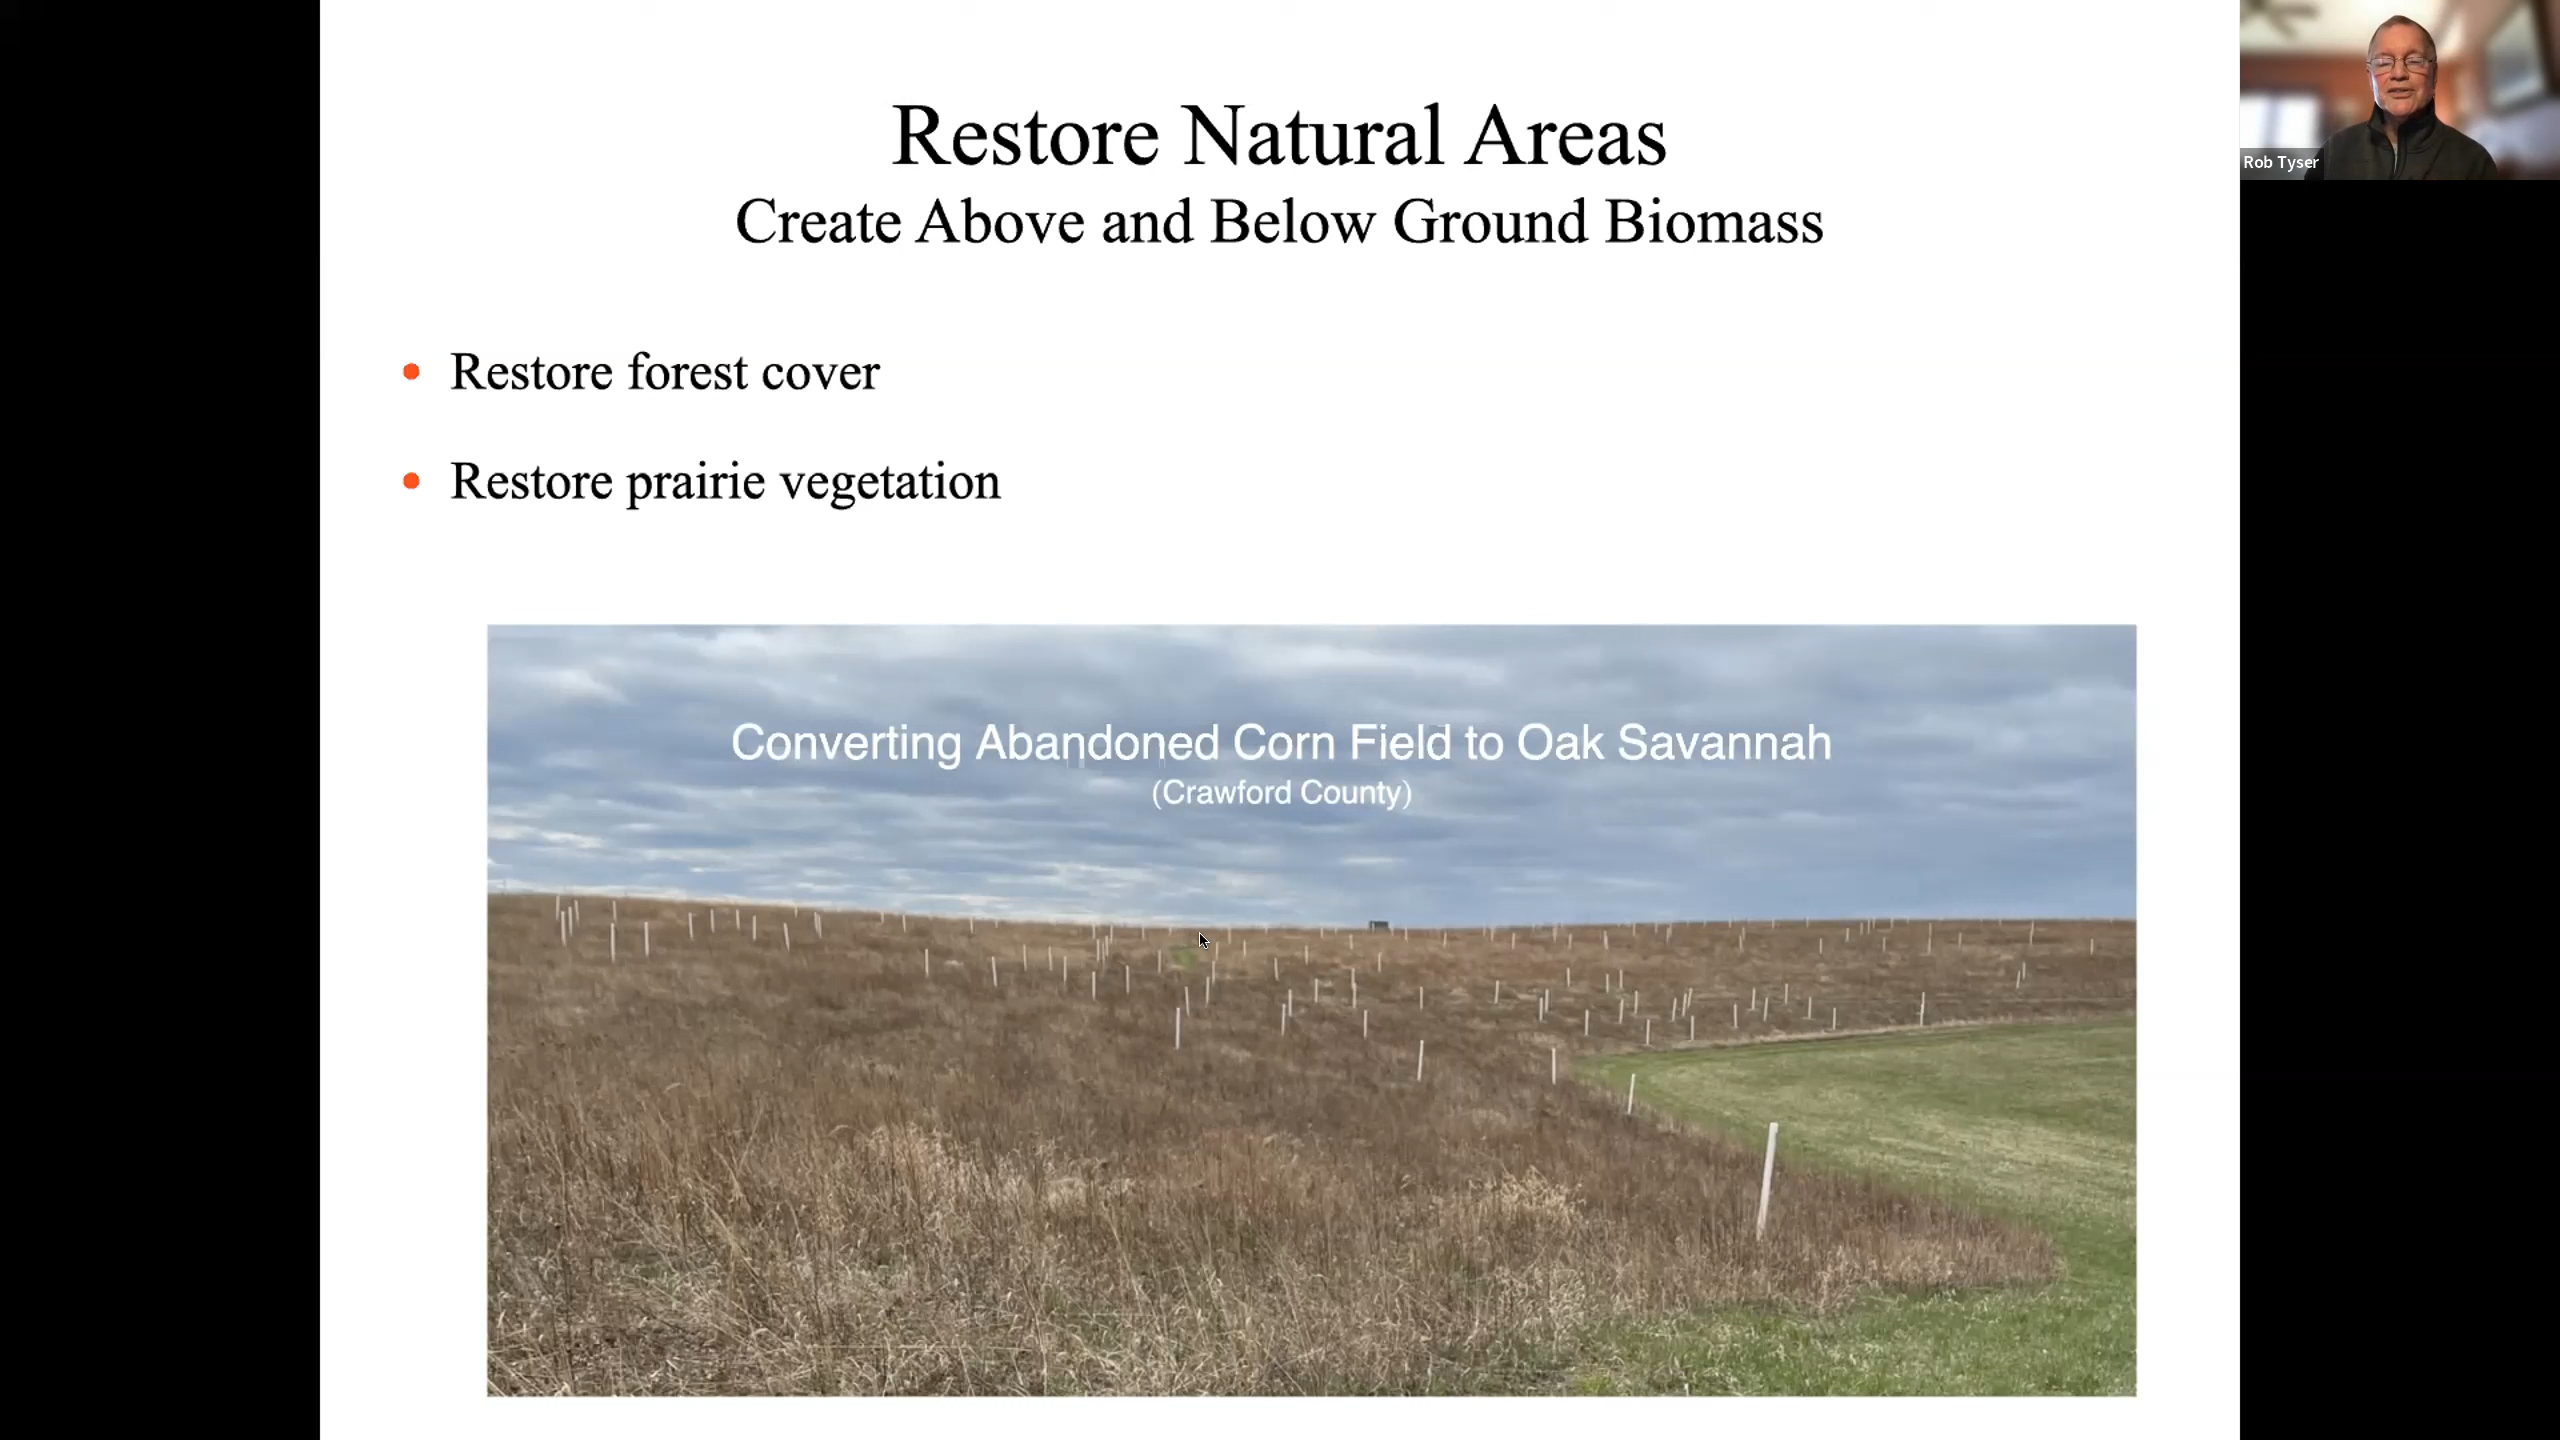 Restore Natural Areas
Create Above and Below Ground Biomass
Restore forest cover
Restore prairie vegetation
Converting Abandoned Corn Field to Oak Savannah
(Crawford County)
Rob Tyser